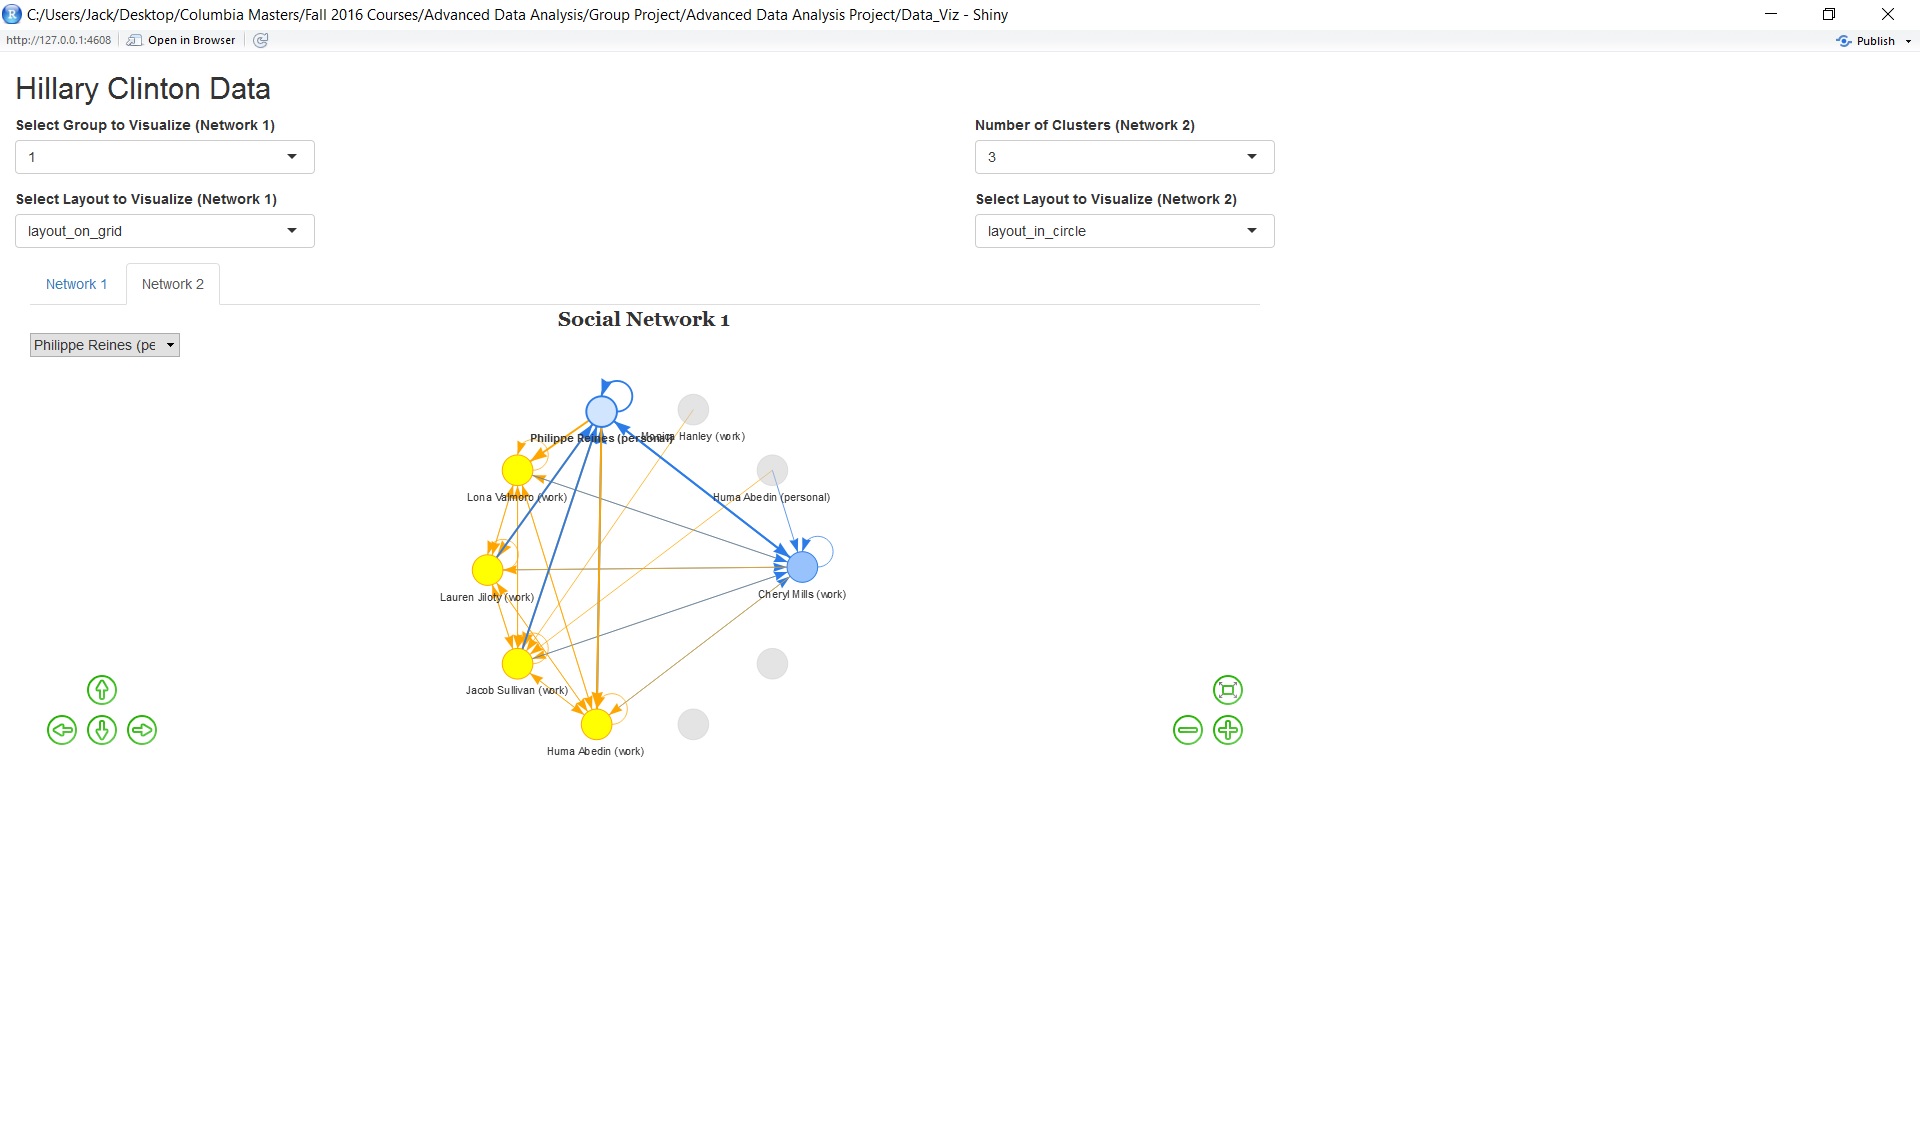 C:/Users/Jack/Desktop/Columbia Masters/Fall 2016 Courses/Advanced Data Analysis/Group Project/Advanced Data Analysis Project/Data_Viz - Shiny
http://127.0.0.1:4608 Open in Browser Publish
Hillary Clinton Data
Select Group to Visualize (Network 1) Number of Clusters (Network 2)
1 3
Select Layout to Visualize (Network 1) Select Layout to Visualize (Network 2)
layout_on_grid layout_in_circle
Network 1 Network 2
Social Network 1
Philippe Reines (pe
Philippe Reines (personal) Monica Hanley (work)
Lona Valmoro (work) Huma Abedin (personal)
Lauren Jiloty (work) Cheryl Mills (work)
Jacob Sullivan (work)
Huma Abedin (work)